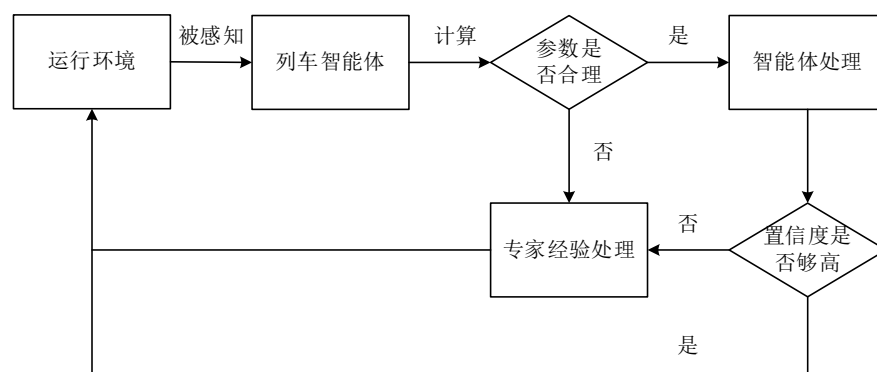 运行环境
被感知
列车智能体
计算
参数是
否合理
是
智能体处理
否
专家经验处理
否
置信度是
否够高
是